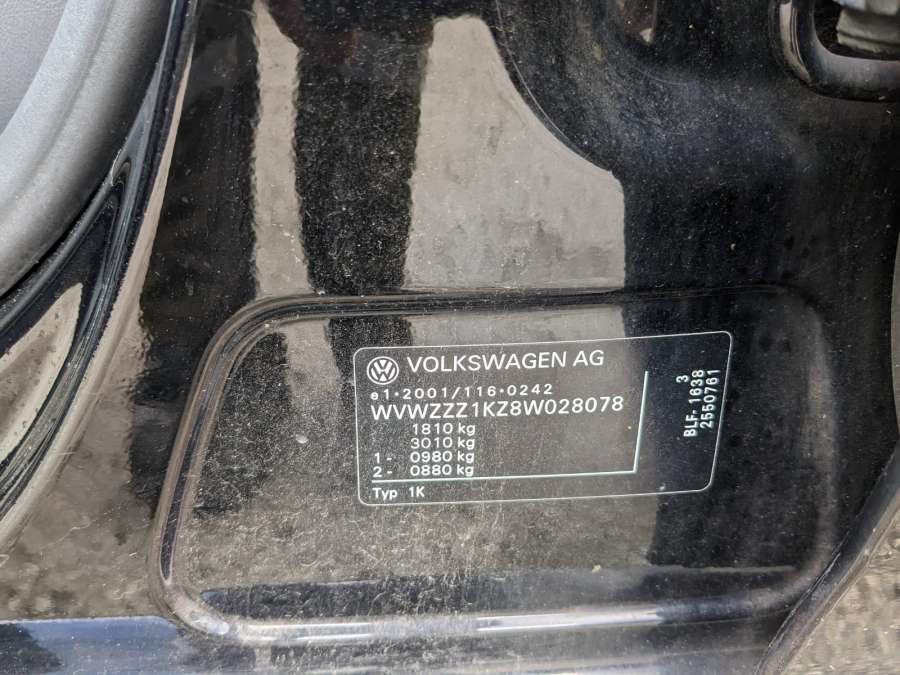 VOLKSWAGEN AG
e1*2001/116*0242
WVWZZZ1KZ8W028078
1810 kg
3010 kg
1 - 0980 kg
2 - 0880 kg
Typ 1K
3
BLF- 1638
2550761